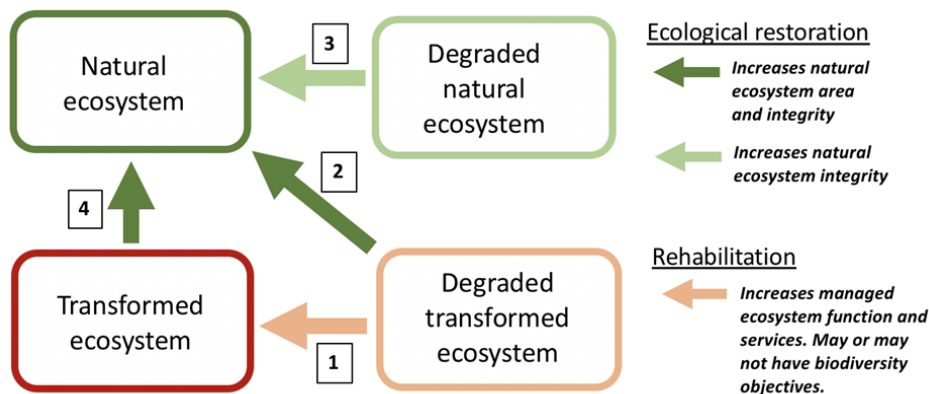 Natural
ecosystem
3
Degraded
natural
ecosystem
Ecological restoration
Increases natural
ecosystem area
and integrity
Increases natural
ecosystem integrity
2
4
Transformed
ecosystem
1
Degraded
transformed
ecosystem
Rehabilitation
Increases managed
ecosystem function and
services. May or may
not have biodiversity
objectives.